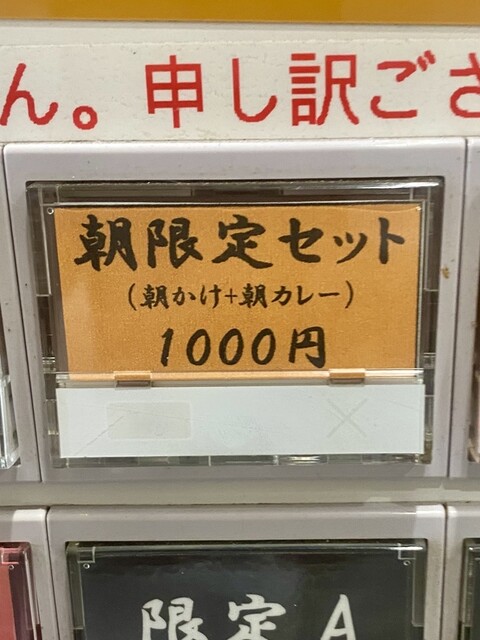 ん。申し訳ござ
朝限定セット
(朝かけ+朝カレー)
1000円
限定A